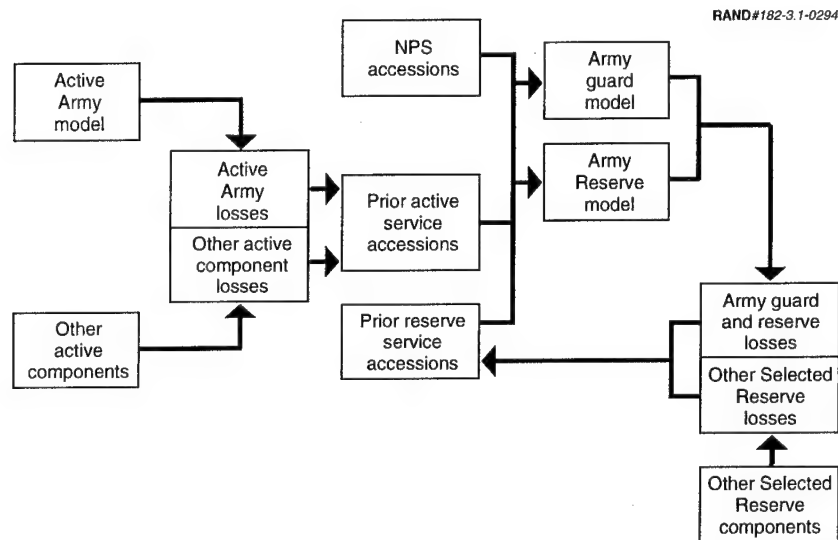 RAND#182-3.1-0294
NPS
accessions
Army
guard
model
Active
Army
model
Army
Reserve
model
Active
Army
losses
Prior active
service
accessions
Other active
component
losses
Other
active
components
Prior reserve
service
accessions
Army guard
and reserve
losses
Other Selected
Reserve
losses
Other Selected
Reserve
components